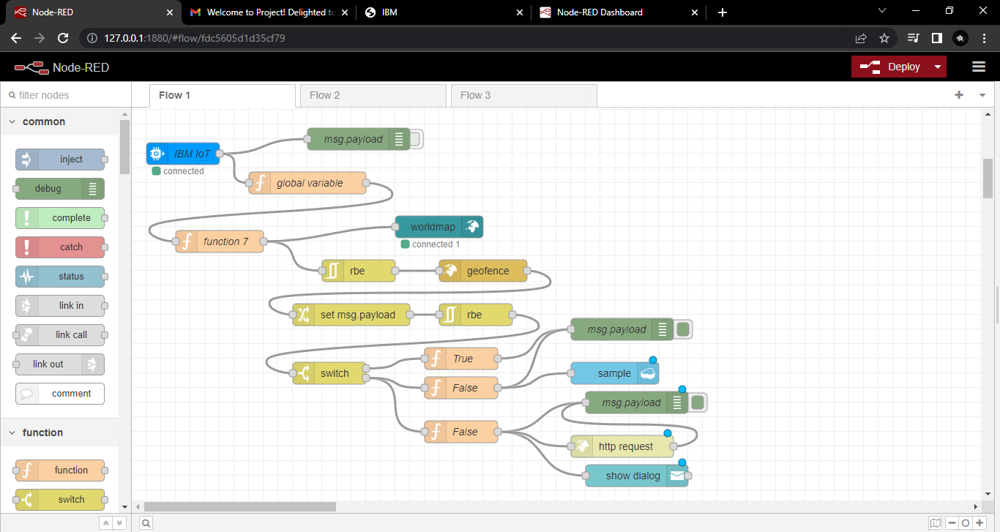 Node-RED
Welcome to Project! Delighted to
IBM
Node-RED Dashboard
127.0.0.1:1880/#flow/fdc5605d1d35cf79
Node-RED
Deploy
filter nodes
Flow 1
Flow 2
Flow 3
common
inject
debug
complete
catch
status
link in
link call
link out
comment
function
function
switch
msg.payload
IBM IoT
connected
global variable
worldmap
function 7
connected 1
rbe
geofence
set msg.payload
rbe
msg.payload
True
switch
sample
False
msg.payload
False
http request
show dialog